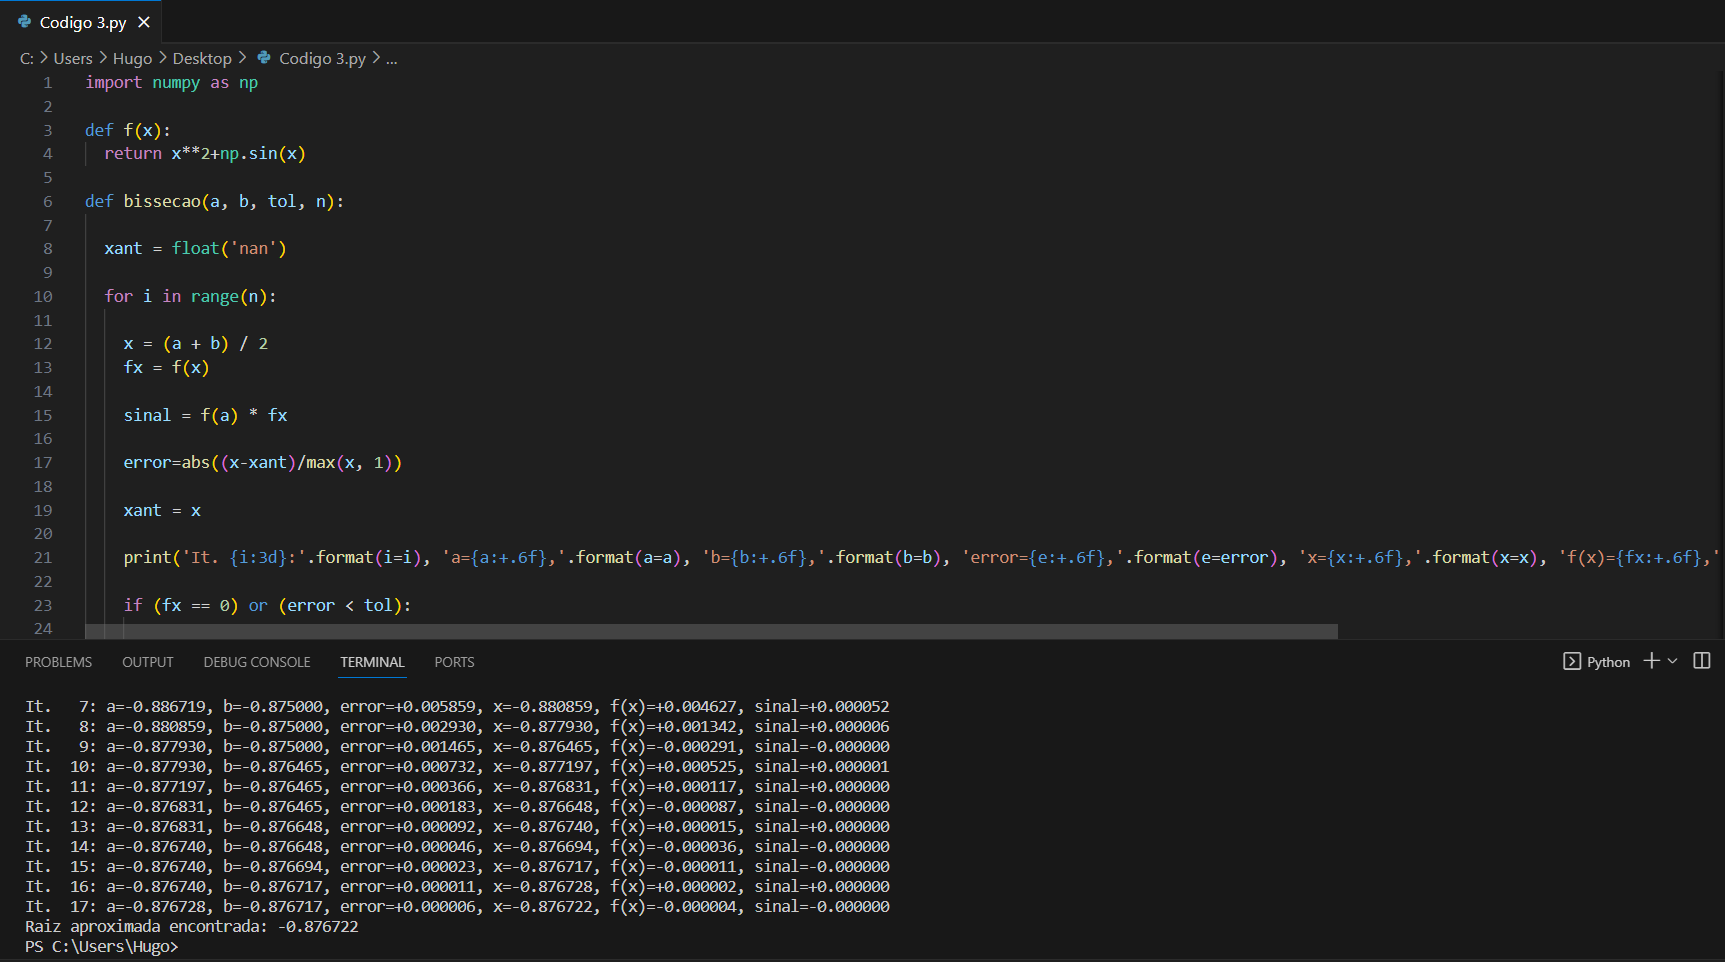 Codigo 3.py
C: > Users > Hugo > Desktop > Codigo 3.py > ...
1 import numpy as np
2
3 def f(x):
4   return x**2+np.sin(x)
5
6 def bissecao(a, b, tol, n):
7
8   xant = float('nan')
9
10   for i in range(n):
11
12     x = (a + b) / 2
13     fx = f(x)
14
15     sinal = f(a) * fx
16
17     error=abs((x-xant)/max(x, 1))
18
19     xant = x
20
21     print('It. {i:3d}:'.format(i=i), 'a={a:+.6f},'.format(a=a), 'b={b:+.6f},'.format(b=b), 'error={e:+.6f},'.format(e=error), 'x={x:+.6f},'.format(x=x), 'f(x)={fx:+.6f},'
22
23     if (fx == 0) or (error < tol):
24
PROBLEMS OUTPUT DEBUG CONSOLE TERMINAL PORTS Python
It.   7: a=-0.886719, b=-0.875000, error=+0.005859, x=-0.880859, f(x)=+0.004627, sinal=+0.000052
It.   8: a=-0.880859, b=-0.875000, error=+0.002930, x=-0.877930, f(x)=+0.001342, sinal=+0.000006
It.   9: a=-0.877930, b=-0.875000, error=+0.001465, x=-0.876465, f(x)=-0.000291, sinal=-0.000000
It.  10: a=-0.877930, b=-0.876465, error=+0.000732, x=-0.877197, f(x)=+0.000525, sinal=+0.000001
It.  11: a=-0.877197, b=-0.876465, error=+0.000366, x=-0.876831, f(x)=+0.000117, sinal=+0.000000
It.  12: a=-0.876831, b=-0.876465, error=+0.000183, x=-0.876648, f(x)=-0.000087, sinal=-0.000000
It.  13: a=-0.876831, b=-0.876648, error=+0.000092, x=-0.876740, f(x)=+0.000015, sinal=+0.000000
It.  14: a=-0.876740, b=-0.876648, error=+0.000046, x=-0.876694, f(x)=-0.000036, sinal=-0.000000
It.  15: a=-0.876740, b=-0.876694, error=+0.000023, x=-0.876717, f(x)=-0.000011, sinal=-0.000000
It.  16: a=-0.876740, b=-0.876717, error=+0.000011, x=-0.876728, f(x)=+0.000002, sinal=+0.000000
It.  17: a=-0.876728, b=-0.876717, error=+0.000006, x=-0.876722, f(x)=-0.000004, sinal=-0.000000
Raiz aproximada encontrada: -0.876722
PS C:\Users\Hugo>